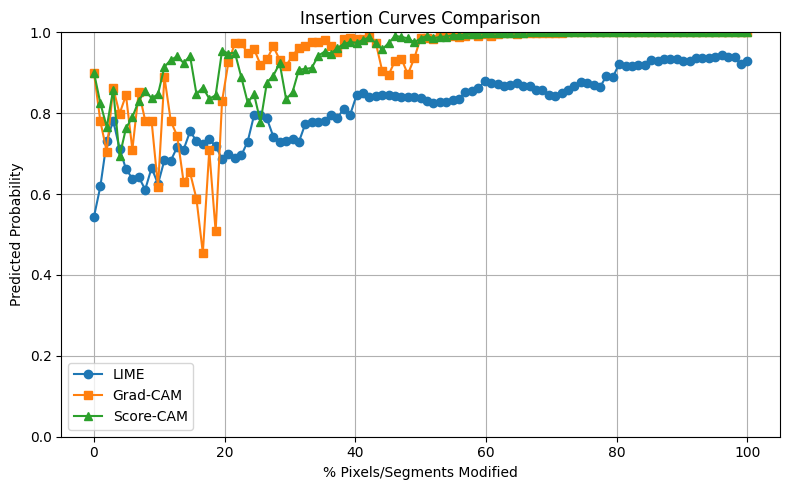 Insertion Curves Comparison
Predicted Probability
1.0
0.8
0.6
0.4
0.2
0.0
LIME
Grad-CAM
Score-CAM
0 20 40 60 80 100
% Pixels/Segments Modified